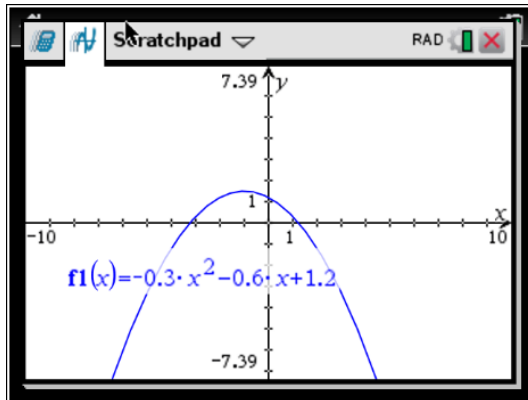 Scratchpad RAD
7.39 y
1
x
-10 1 10
f1(x)=-0.3·x²-0.6·x+1.2
-7.39